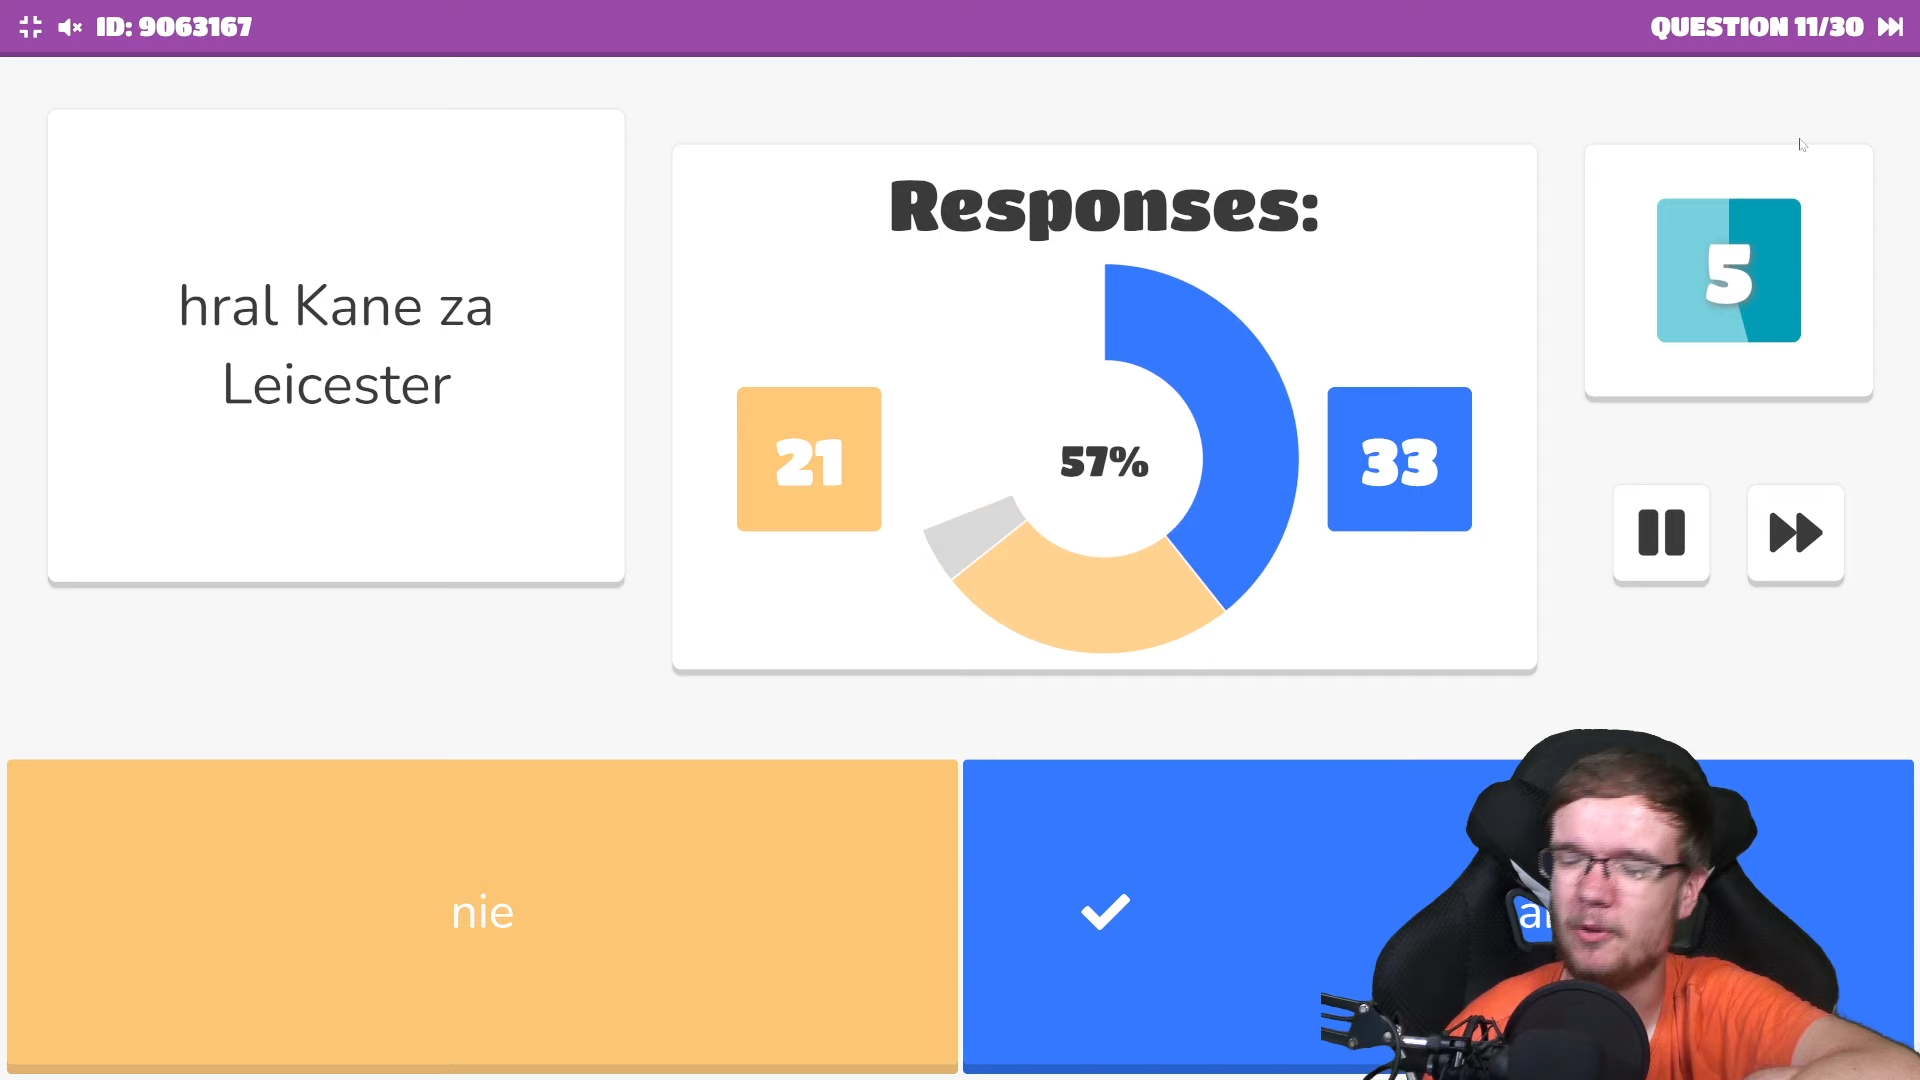 ID: 9063167
QUESTION 11/30
hral Kane za
Leicester
Responses:
5
21
57%
33
nie